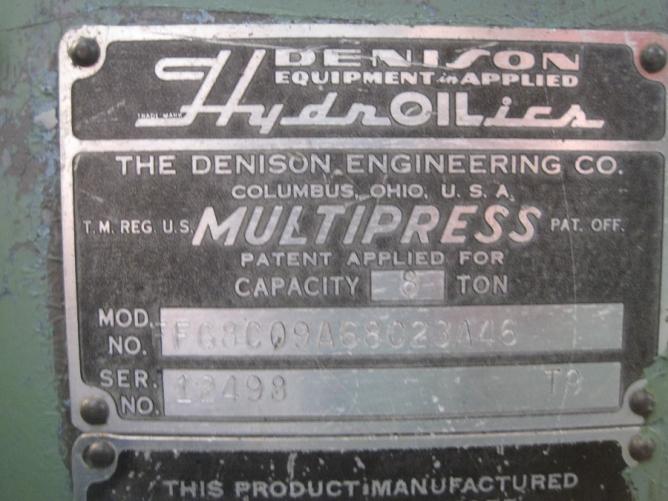 DENISON
EQUIPMENT in APPLIED
HydrOILics
TRADE MARK
THE DENISON ENGINEERING CO.
COLUMBUS, OHIO, U. S. A.
T.M. REG. U.S. MULTIPRESS PAT. OFF.
PATENT APPLIED FOR
CAPACITY 8 TON
MOD. NO. FG8C09A68C23A46
SER. NO. 12498
THIS PRODUCT MANUFACTURED